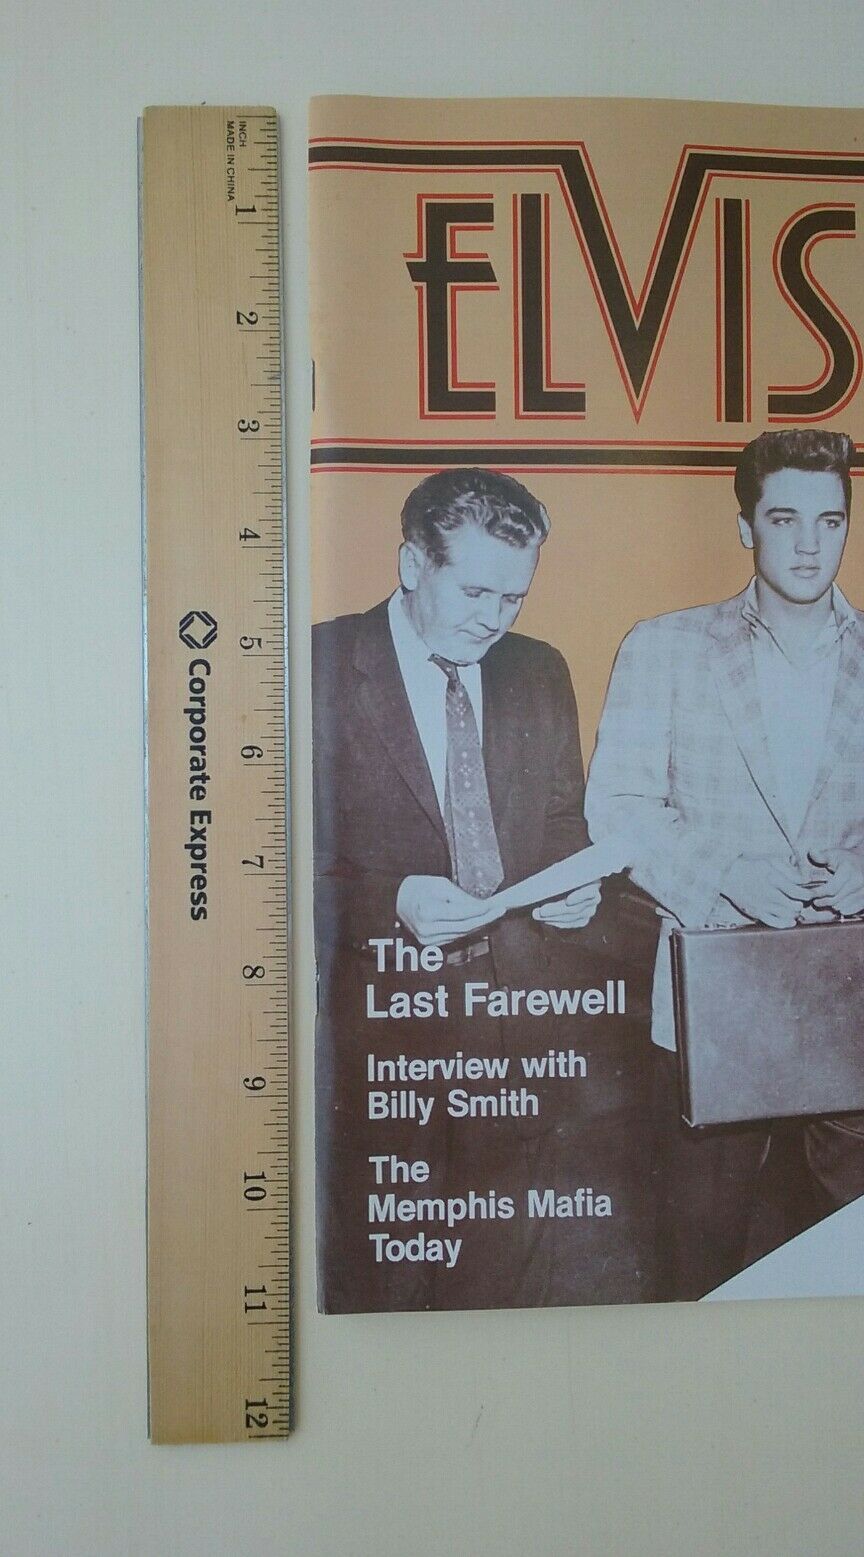 INCH
MADE IN CHINA
1
2
3
4
5
6
7
8
9
10
11
12
Corporate Express
ELVIS
The
Last Farewell
Interview with
Billy Smith
The
Memphis Mafia
Today